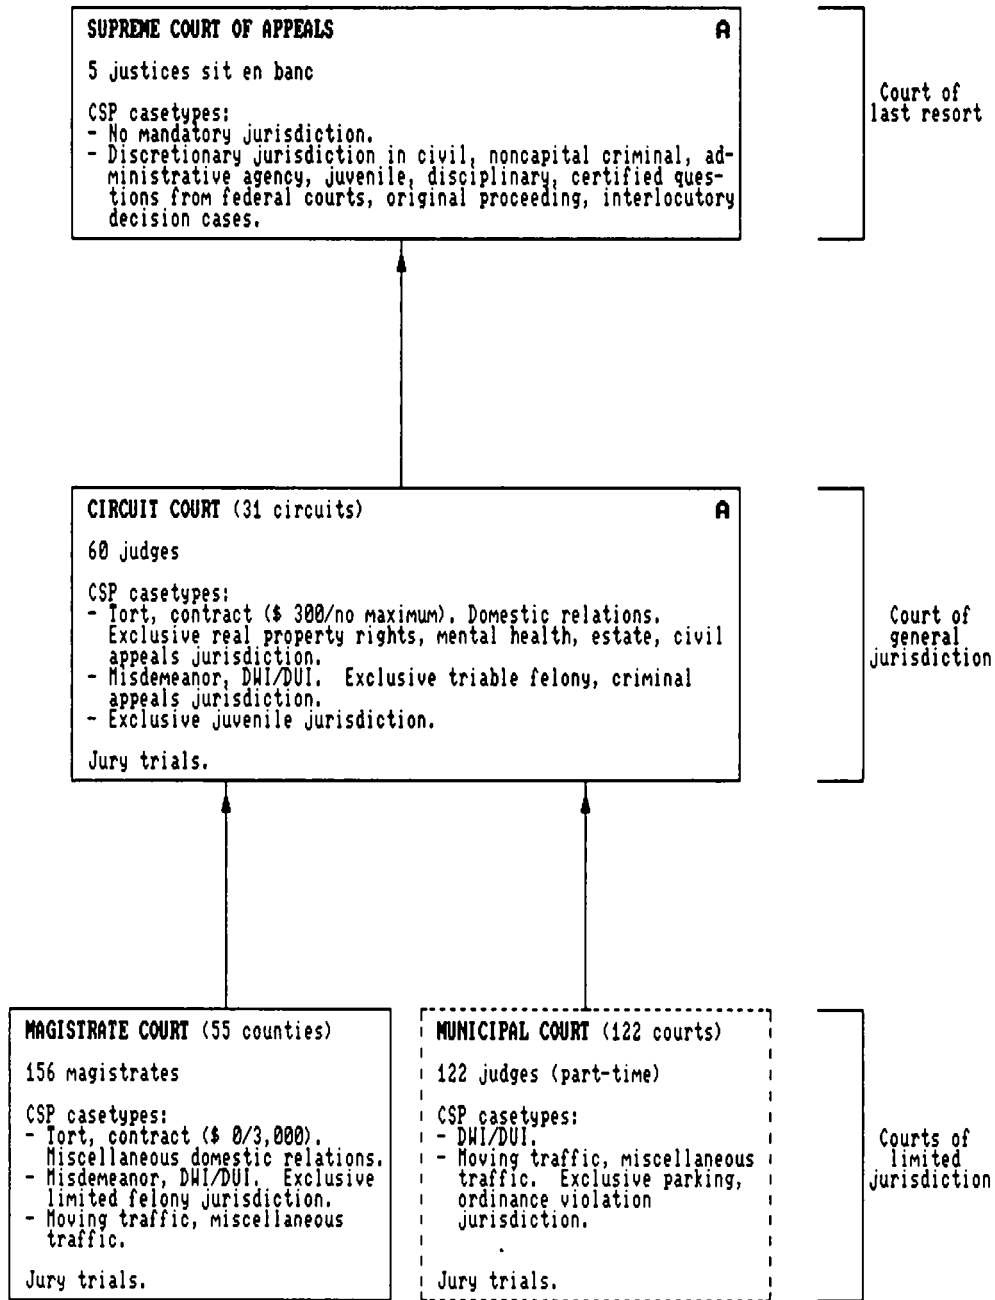 SUPREME COURT OF APPEALS A
5 justices sit en banc
CSP casetypes:
- No mandatory jurisdiction.
- Discretionary jurisdiction in civil, noncapital criminal, ad-
ministrative agency, juvenile, disciplinary, certified ques-
tions from federal courts, original proceeding, interlocutory
decision cases.
Court of
last resort
CIRCUIT COURT (31 circuits) A
60 judges
CSP casetypes:
- Tort, contract ($ 300/no maximum). Domestic relations.
Exclusive real property rights, mental health, estate, civil
appeals jurisdiction.
- Misdemeanor, DWI/DUI. Exclusive triable felony, criminal
appeals jurisdiction.
- Exclusive juvenile jurisdiction.
Jury trials.
Court of
general
jurisdiction
MAGISTRATE COURT (55 counties)
156 magistrates
CSP casetypes:
- Tort, contract ($ 0/3,000).
Miscellaneous domestic relations.
- Misdemeanor, DWI/DUI. Exclusive
limited felony jurisdiction.
- Moving traffic, miscellaneous
traffic.
Jury trials.
MUNICIPAL COURT (122 courts)
122 judges (part-time)
CSP casetypes:
- DWI/DUI.
- Moving traffic, miscellaneous
traffic. Exclusive parking,
ordinance violation
jurisdiction.
Jury trials.
Courts of
limited
jurisdiction